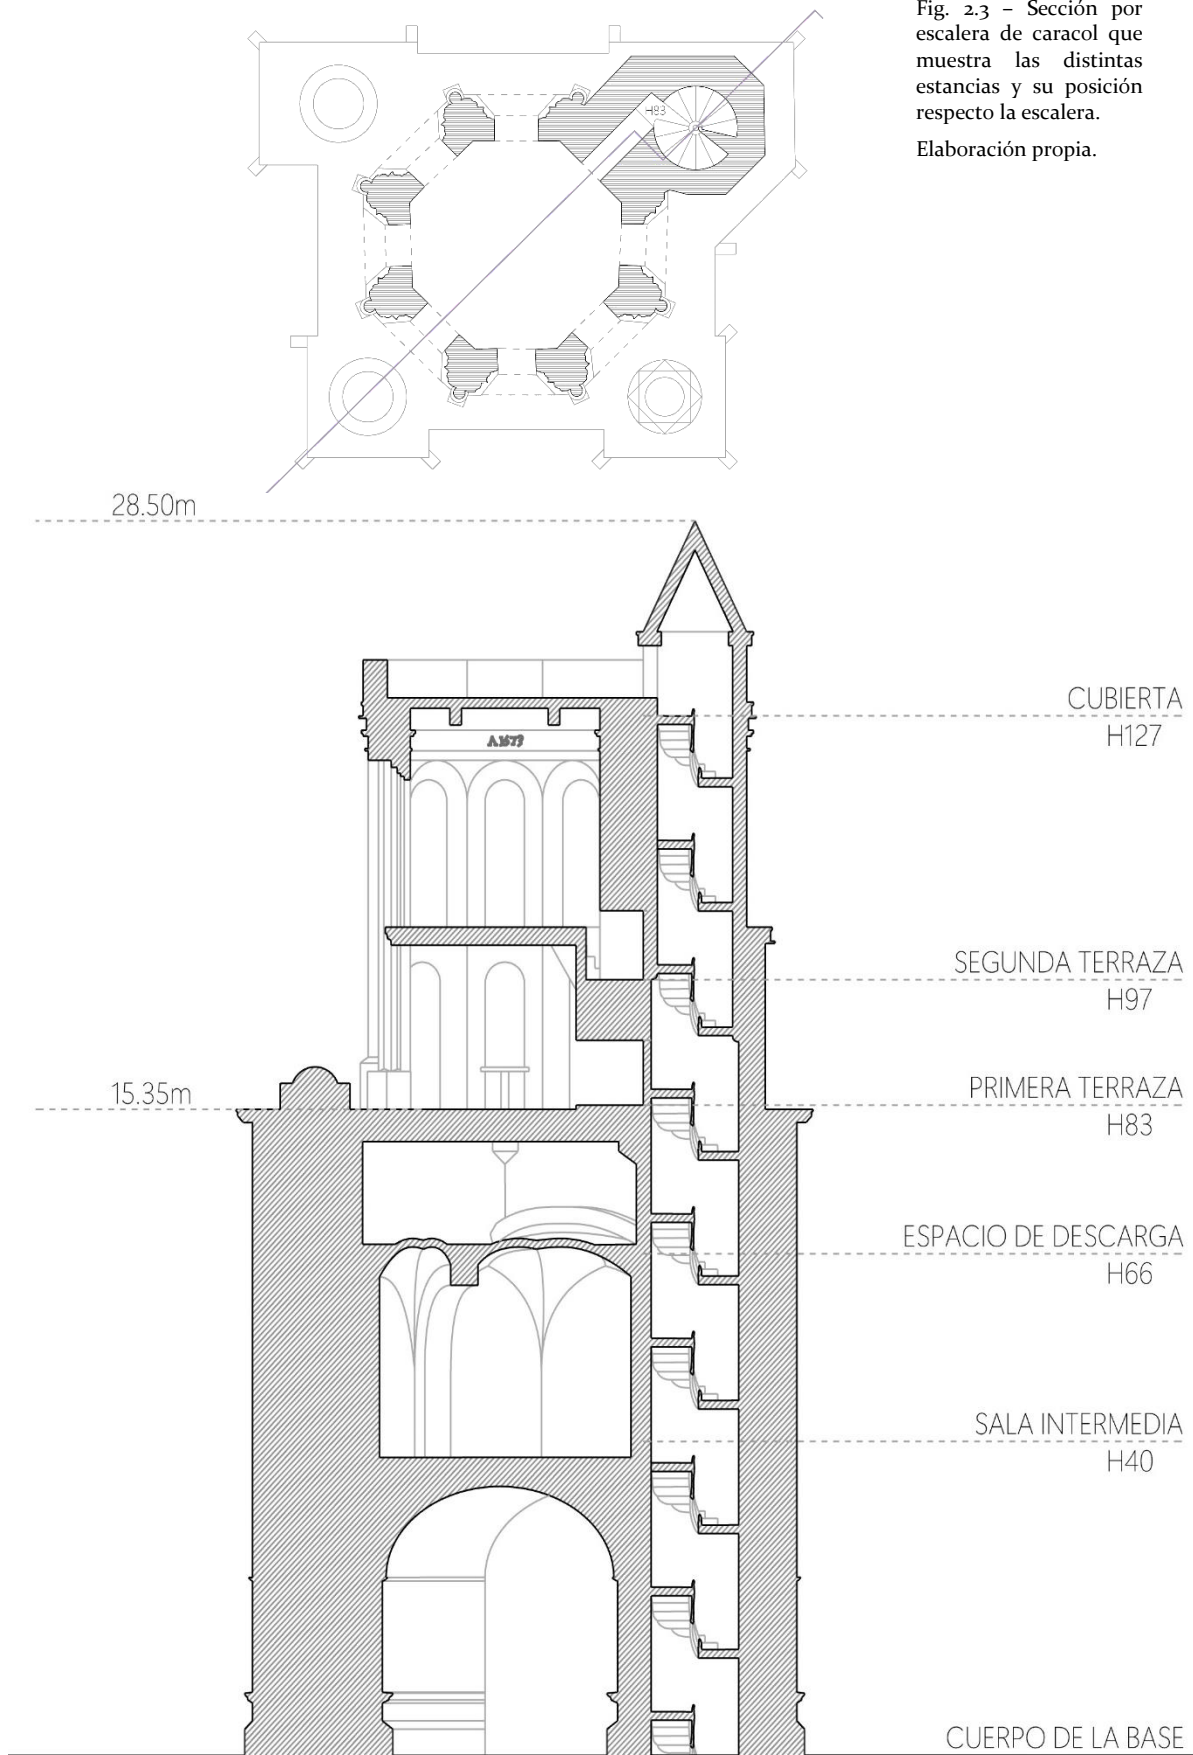 Fig. 2.3 – Sección por
escalera de caracol que
muestra las distintas
estancias y su posición
respecto la escalera.
Elaboración propia.
H83
28.50m
CUBIERTA
H127
A1673
SEGUNDA TERRAZA
H97
15.35m
PRIMERA TERRAZA
H83
ESPACIO DE DESCARGA
H66
SALA INTERMEDIA
H40
CUERPO DE LA BASE